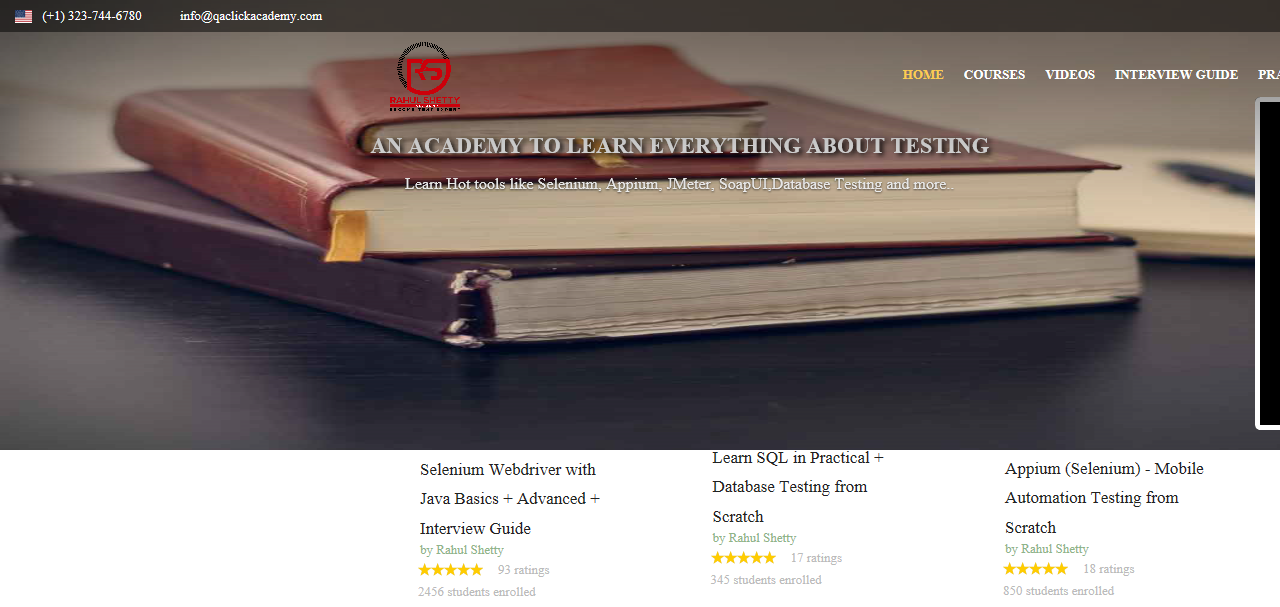 (+1) 323-744-6780
info@qaclickacademy.com
RS
RAHUL SHETTY
HOME
COURSES
VIDEOS
INTERVIEW GUIDE
AN ACADEMY TO LEARN EVERYTHING ABOUT TESTING
Learn Hot tools like Selenium, Appium, JMeter, SoapUI,Database Testing and more..
Selenium Webdriver with
Java Basics + Advanced +
Interview Guide
by Rahul Shetty
93 ratings
2456 students enrolled
Learn SQL in Practical +
Database Testing from
Scratch
by Rahul Shetty
17 ratings
345 students enrolled
Appium (Selenium) - Mobile
Automation Testing from
Scratch
by Rahul Shetty
18 ratings
850 students enrolled